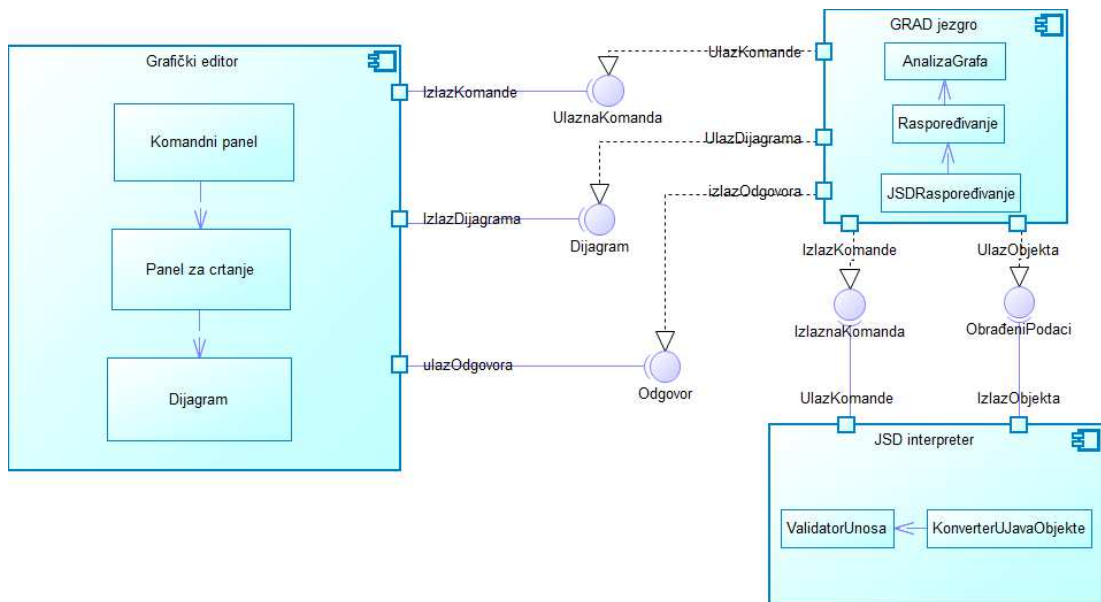 Grafički editor
Komandni panel
Panel za crtanje
Dijagram
IzlazKomande
UlaznaKomanda
IzlazDijagrama
Dijagram
ulazOdgovora
Odgovor
UlazKomande
UlazDijagrama
izlazOdgovora
GRAD jezgro
AnalizaGrafa
Raspoređivanje
JSDRaspoređivanje
IzlazKomande
UlazObjekta
IzlaznaKomanda
ObrađeniPodaci
UlazKomande
IzlazObjekta
JSD interpreter
ValidatorUnosa
KonverterUJavaObjekte